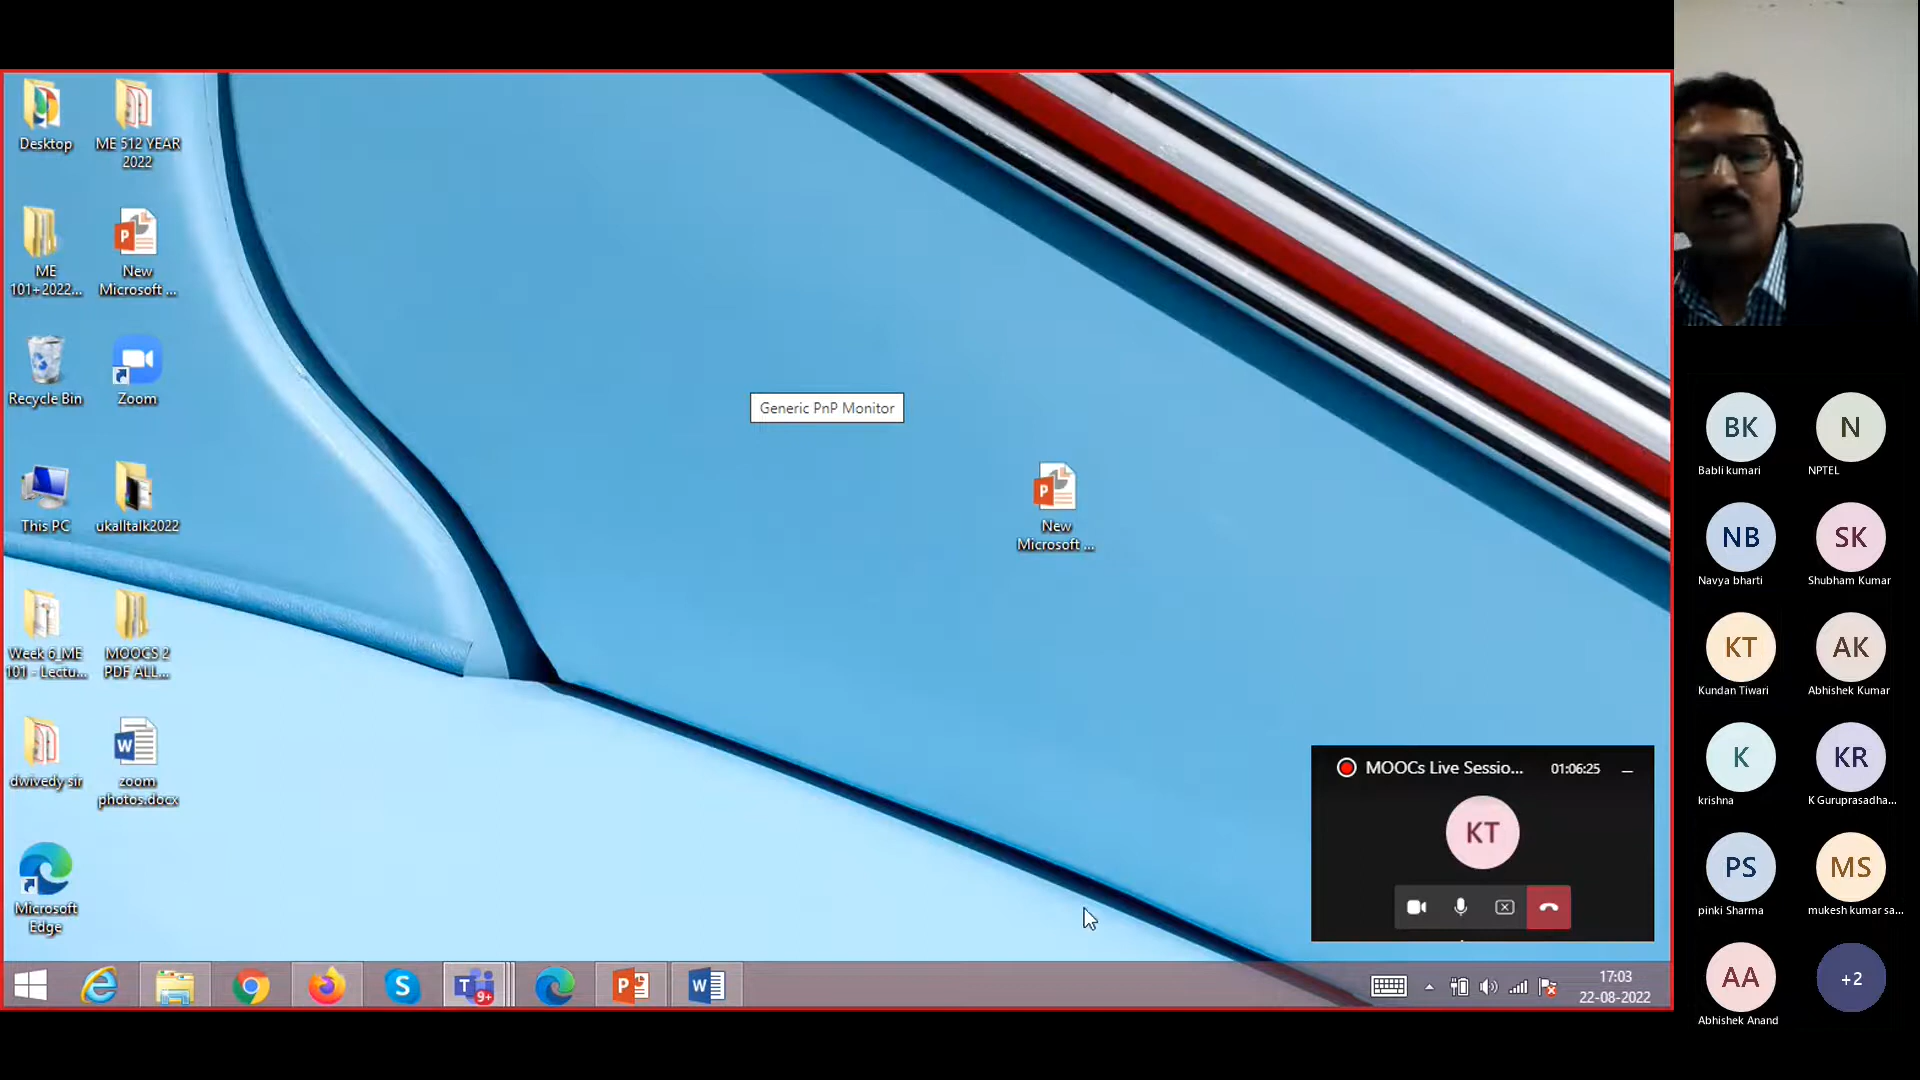 Desktop
ME 512 YEAR
2022
ME
101+2022...
New
Microsoft ...
Recycle Bin
Zoom
This PC
ukalltalk2022
Week 6_ME
101 - Lectu...
MOOCS 2
PDF ALL...
dwivedy sir
zoom
photos.docx
Microsoft
Edge
Generic PnP Monitor
New
Microsoft ...
MOOCs Live Sessio...
01:06:25
KT
9+
17:03
22-08-2022
BK
Babli kumari
N
NPTEL
NB
Navya bharti
SK
Shubham Kumar
KT
Kundan Tiwari
AK
Abhishek Kumar
K
krishna
KR
K Guruprasadha...
PS
pinki Sharma
MS
mukesh kumar sa...
AA
Abhishek Anand
+2